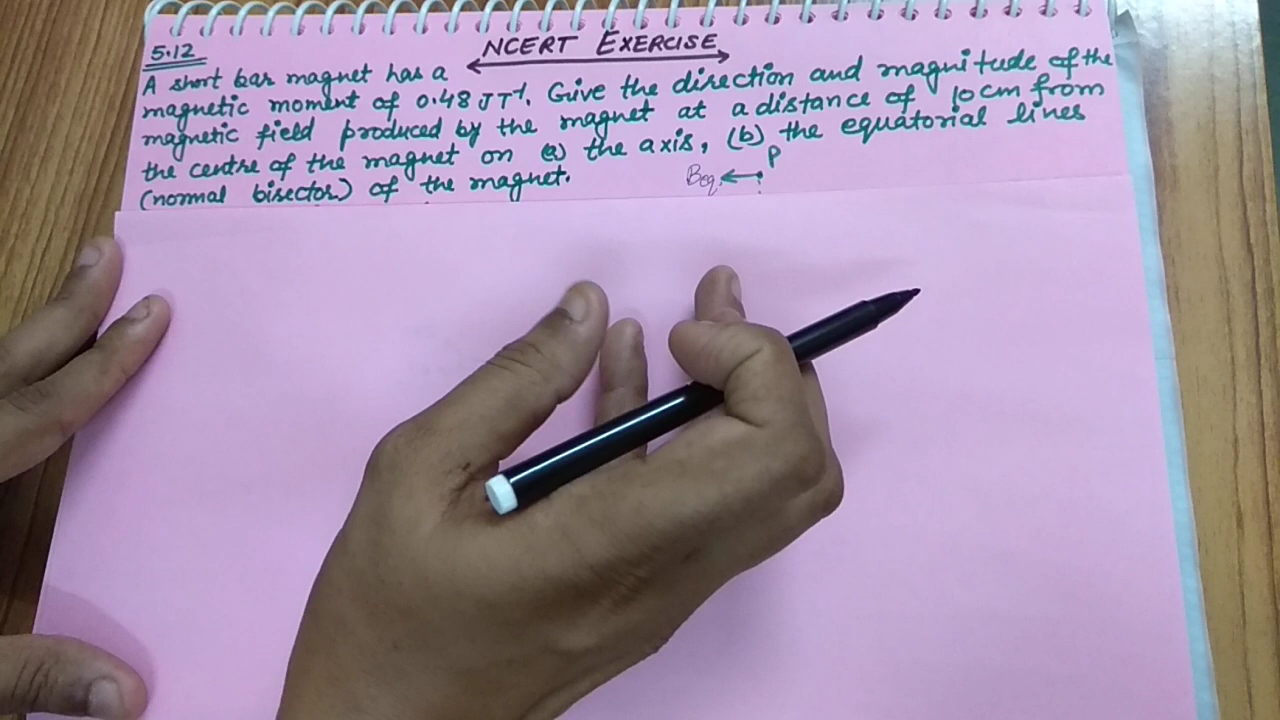 NCERT EXERCISE
5.12
A short bar magnet has a
magnetic moment of 0.48 JT⁻¹. Give the direction and magnitude of the
magnetic field produced by the magnet at a distance of 10 cm from
the centre of the magnet on (a) the axis, (b) the equatorial lines
(normal bisector) of the magnet.
P
Beq